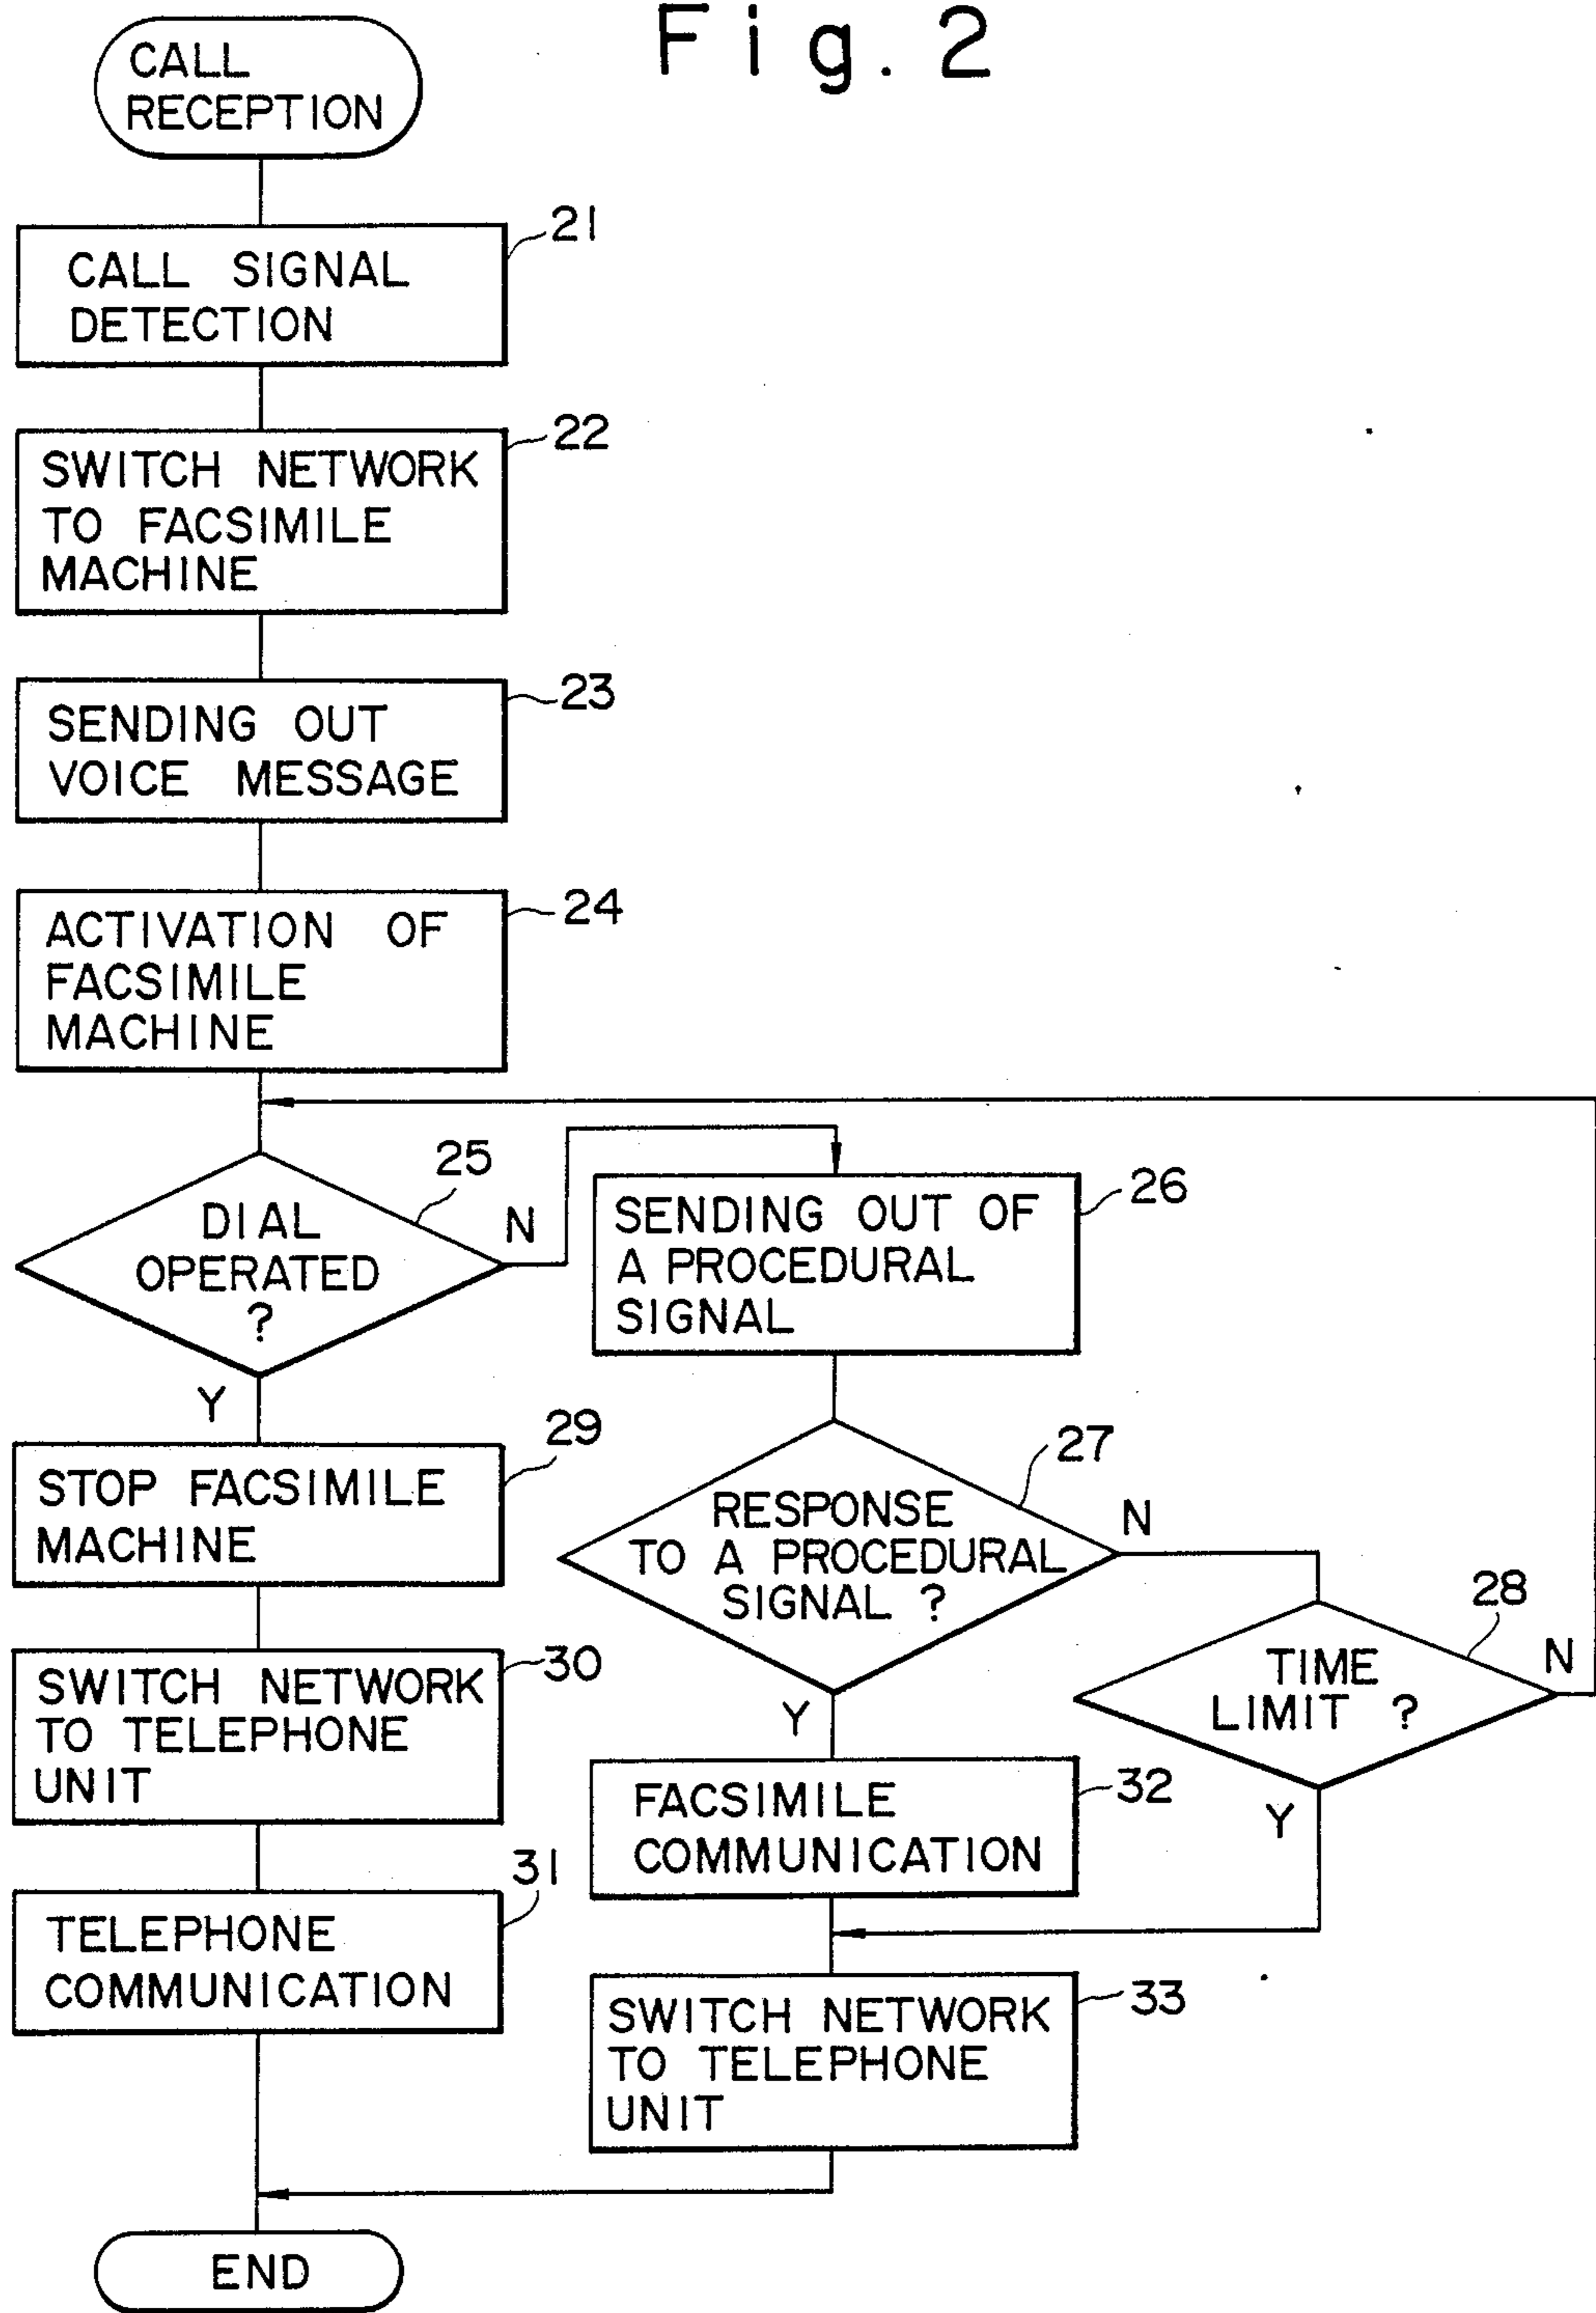 Fig. 2
CALL
RECEPTION
21
CALL SIGNAL
DETECTION
22
SWITCH NETWORK
TO FACSIMILE
MACHINE
23
SENDING OUT
VOICE MESSAGE
24
ACTIVATION OF
FACSIMILE
MACHINE
25
DIAL
OPERATED
?
N
Y
26
SENDING OUT OF
A PROCEDURAL
SIGNAL
27
RESPONSE
TO A PROCEDURAL
SIGNAL ?
N
Y
28
TIME
LIMIT ?
N
Y
29
STOP FACSIMILE
MACHINE
30
SWITCH NETWORK
TO TELEPHONE
UNIT
31
TELEPHONE
COMMUNICATION
32
FACSIMILE
COMMUNICATION
33
SWITCH NETWORK
TO TELEPHONE
UNIT
END